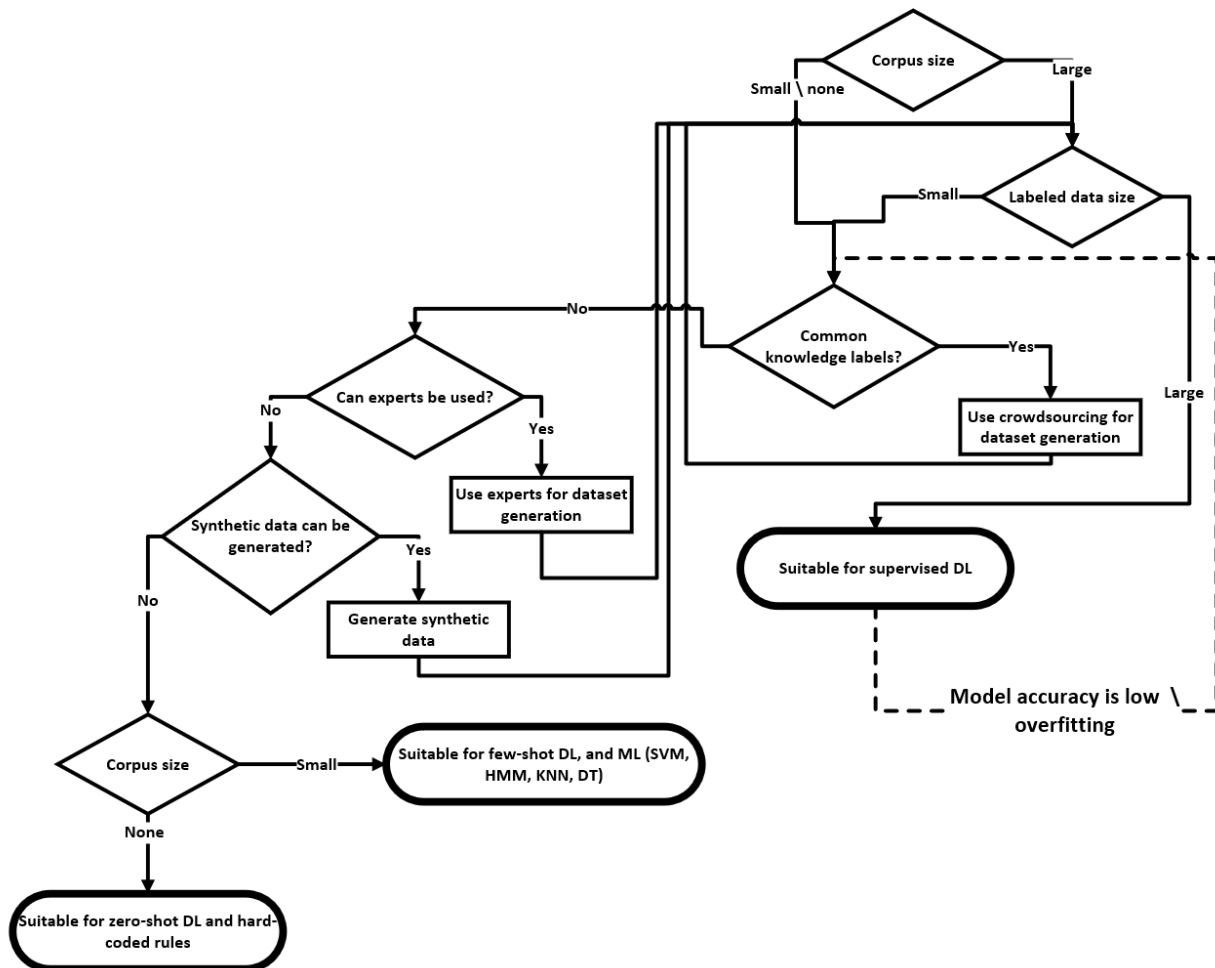 Corpus size
Large
Small \ none
Small
Labeled data size
No
Common
knowledge labels?
Yes
Can experts be used?
No
Yes
Large
Use crowdsourcing for
dataset generation
Use experts for dataset
generation
Synthetic data can be
generated?
Yes
Suitable for supervised DL
No
Generate synthetic
data
Model accuracy is low \
overfitting
Corpus size
Small
Suitable for few-shot DL, and ML (SVM,
HMM, KNN, DT)
None
Suitable for zero-shot DL and hard-
coded rules